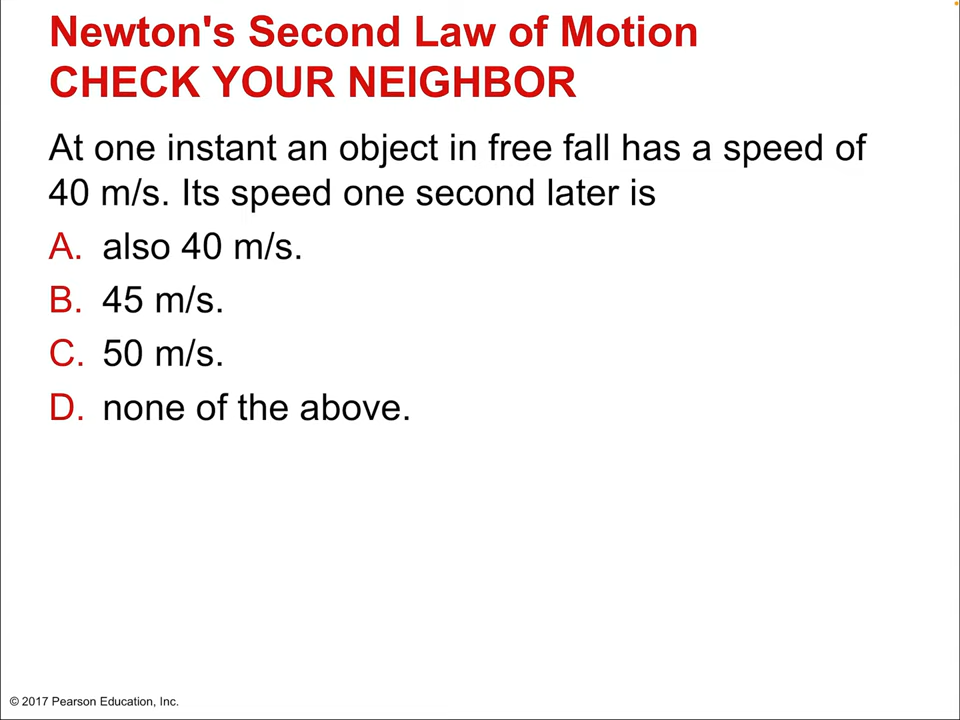 Newton's Second Law of Motion
CHECK YOUR NEIGHBOR
At one instant an object in free fall has a speed of
40 m/s. Its speed one second later is
A. also 40 m/s.
B. 45 m/s.
C. 50 m/s.
D. none of the above.
© 2017 Pearson Education, Inc.